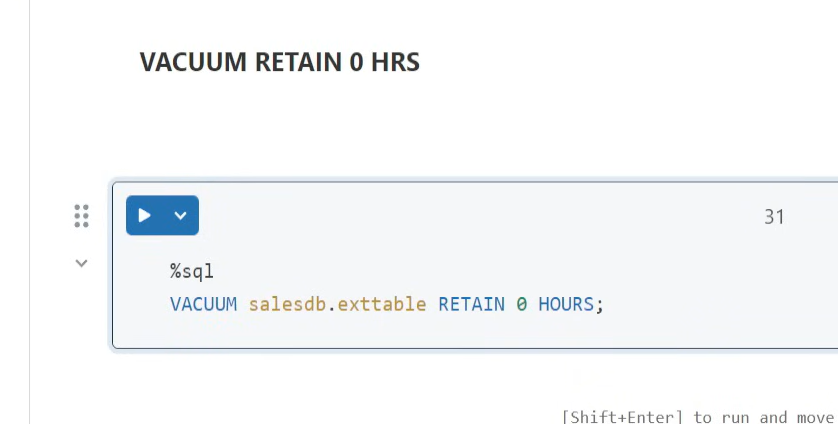 VACUUM RETAIN 0 HRS
31
%sql
VACUUM salesdb.exttable RETAIN 0 HOURS;
[Shift+Enter] to run and move